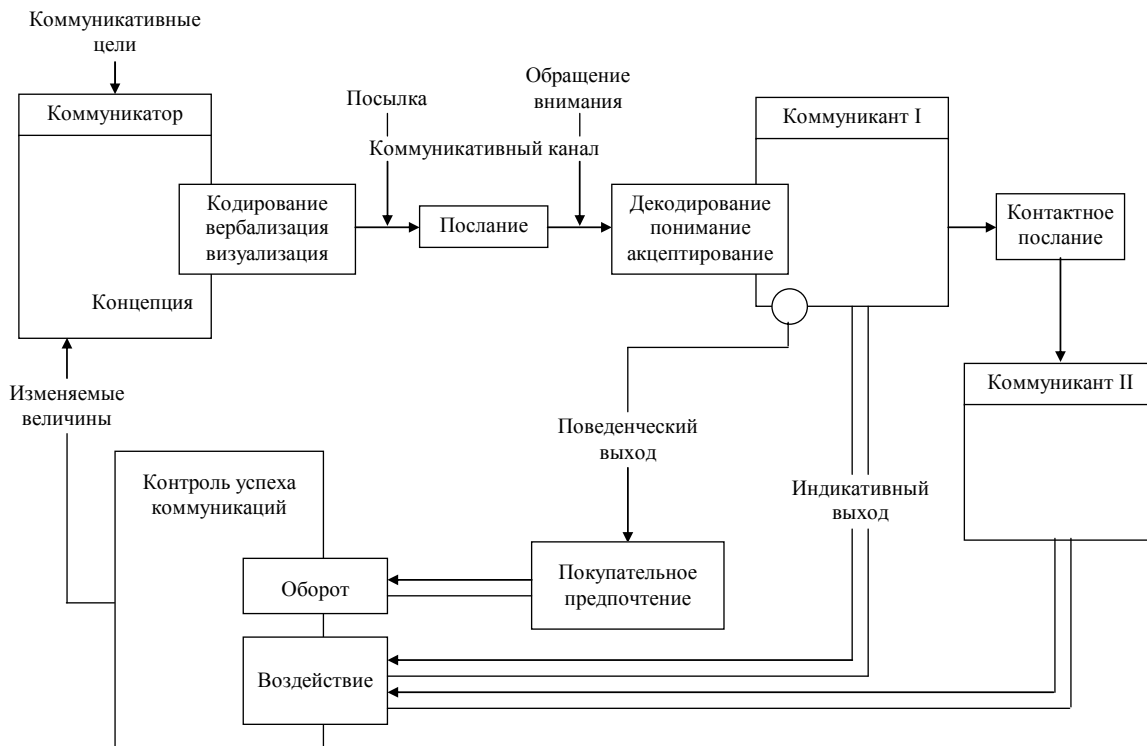 Коммуникативные
цели
Коммуникатор
Посылка
Обращение
внимания
Коммуникант I
Коммуникативный канал
Кодирование
вербализация
визуализация
Послание
Декодирование
понимание
акцептирование
Контактное
послание
Концепция
Изменяемые
величины
Коммуникант II
Поведенческий
выход
Контроль успеха
коммуникаций
Индикативный
выход
Оборот
Покупательное
предпочтение
Воздействие